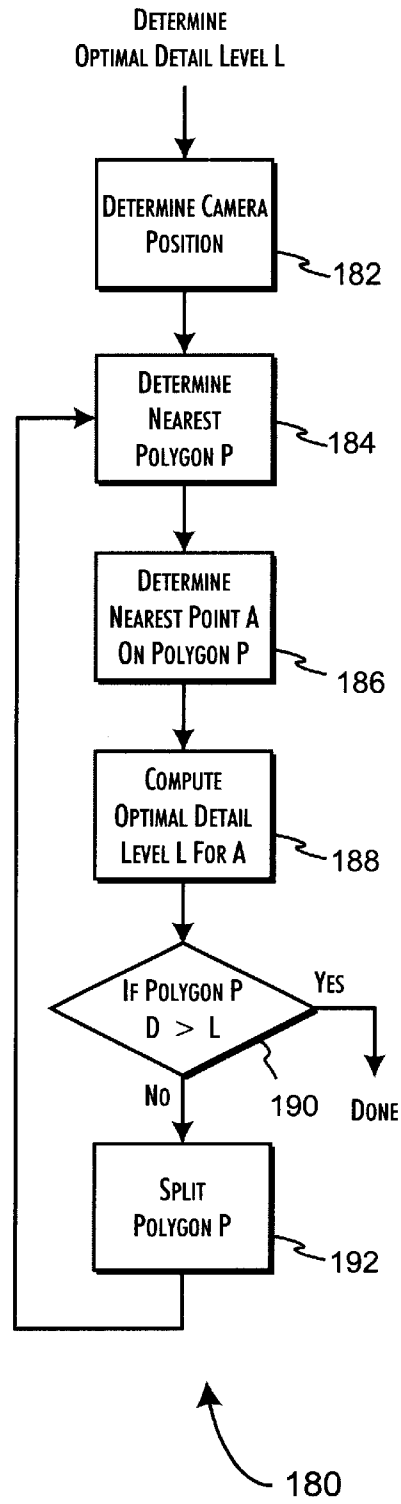 DETERMINE
OPTIMAL DETAIL LEVEL L
DETERMINE CAMERA
POSITION
182
DETERMINE
NEAREST
POLYGON P
184
DETERMINE
NEAREST POINT A
ON POLYGON P
186
COMPUTE
OPTIMAL DETAIL
LEVEL L FOR A
188
IF POLYGON P
D > L
YES
190
DONE
NO
SPLIT
POLYGON P
192
180